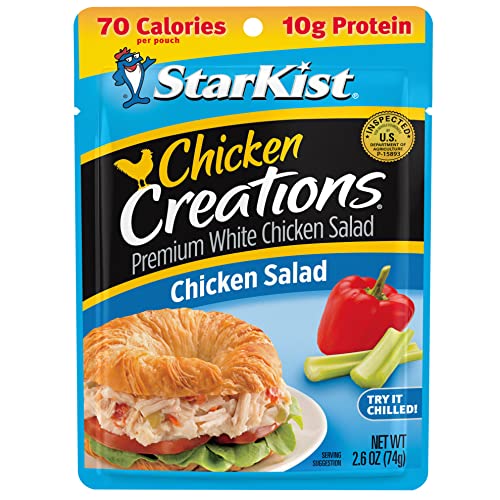 70 Calories
per pouch
10g Protein
StarKist®
Chicken
Creations®
Premium White Chicken Salad
Chicken Salad
INSPECTED
U.S.
DEPARTMENT OF
AGRICULTURE
P-15893
TRY IT
CHILLED!
SERVING
SUGGESTION
NET WT
2.6 OZ (74g)